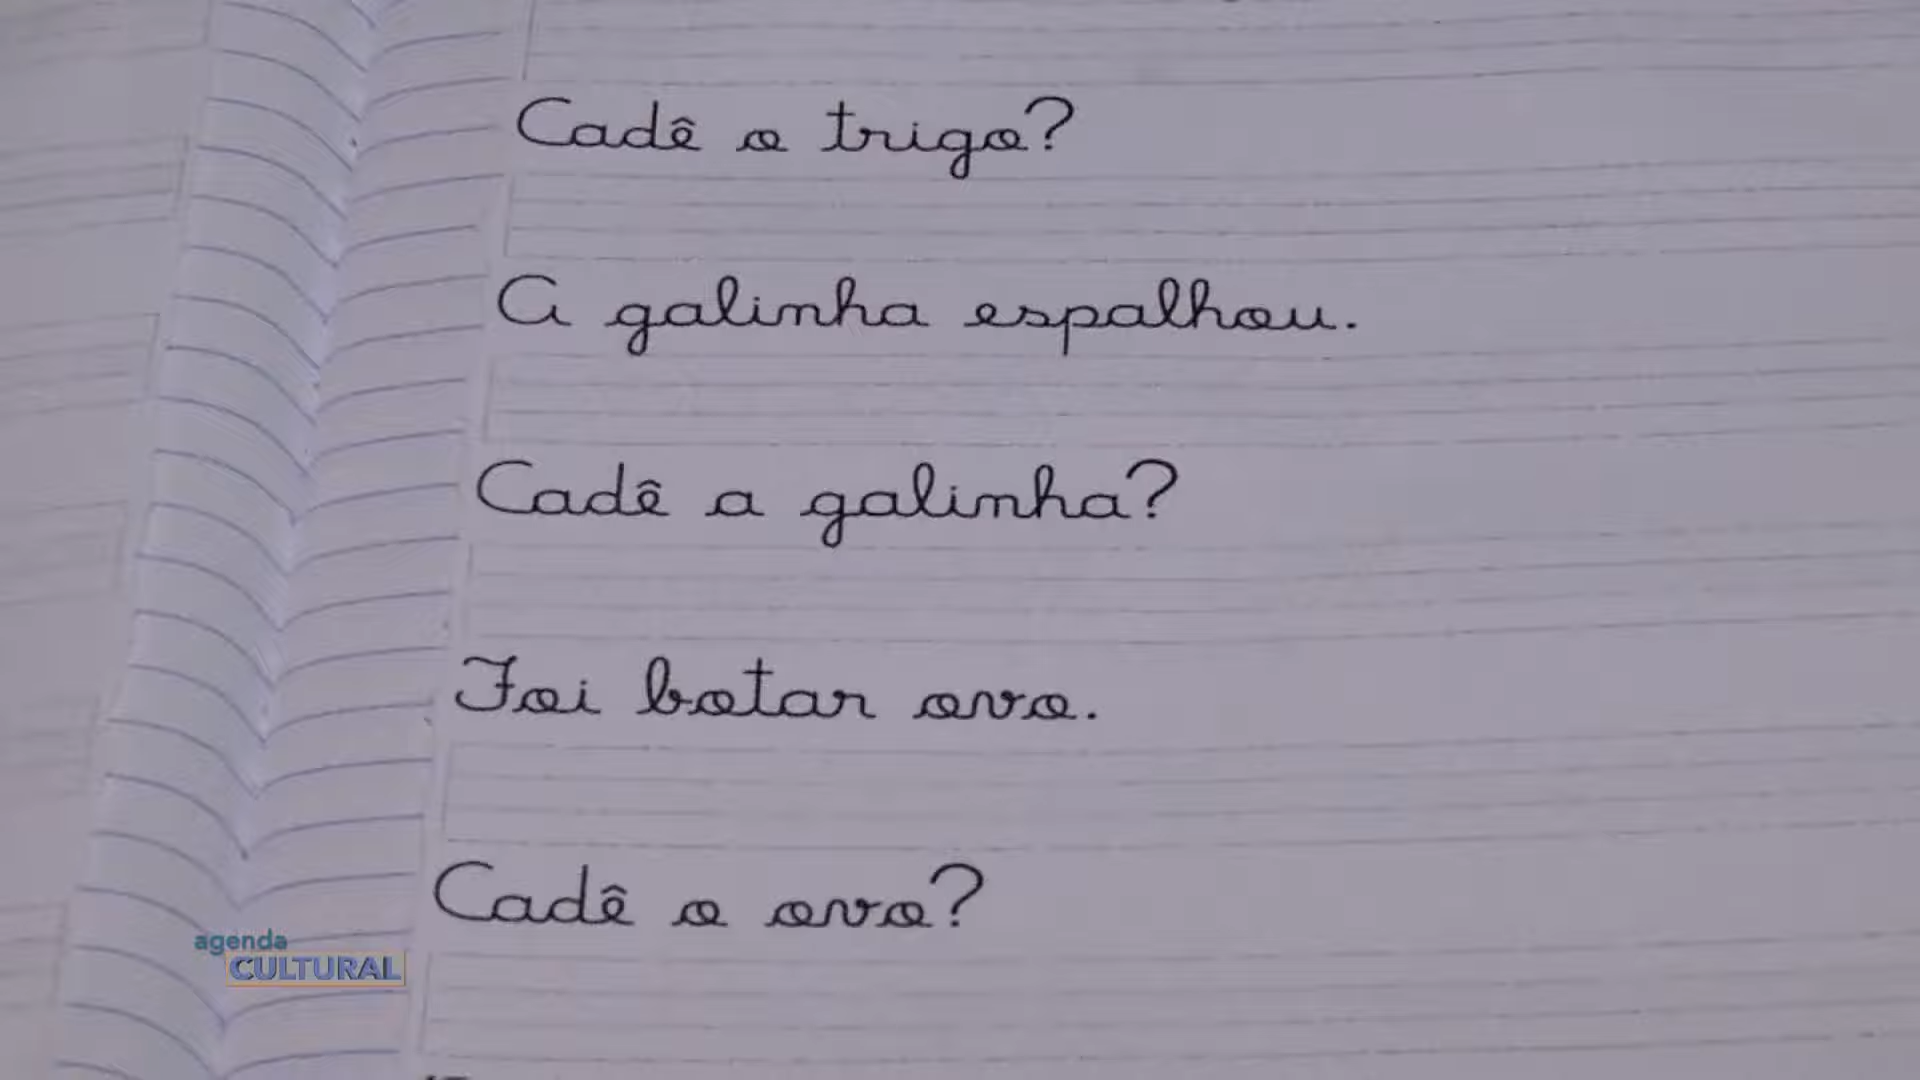 Cadê o trigo?
A galinha espalhou.
Cadê a galinha?
Foi botar ovo.
Cadê o ovo?
agenda
CULTURAL